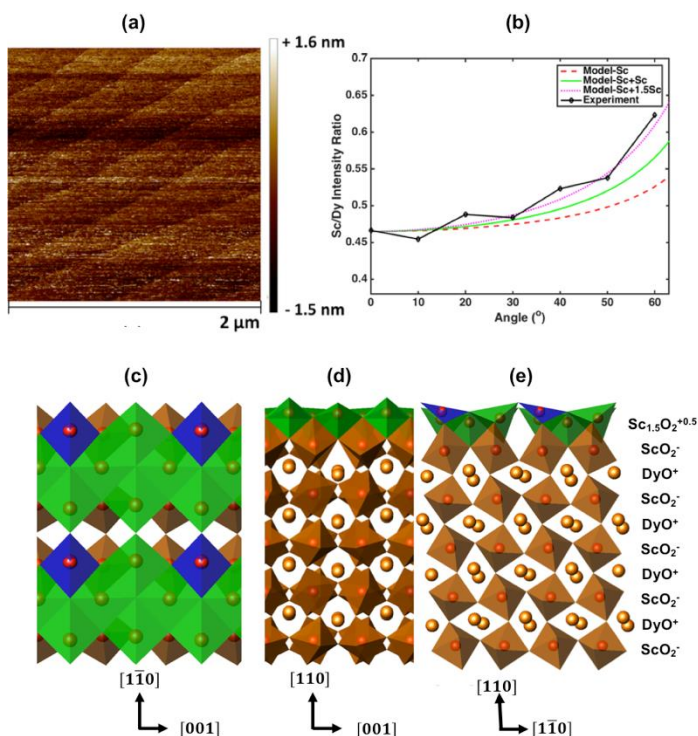 (a)
+ 1.6 nm
- 1.5 nm
2 µm
(b)
0.7
0.65
0.6
0.55
0.5
0.45
0.4
Sc/Dy Intensity Ratio
Model-Sc
Model-Sc+Sc
Model-Sc+1.5Sc
Experiment
0 10 20 30 40 50 60
Angle (°)
(c) (d) (e)
Sc₁.₅O₂⁺⁰·⁵
ScO₂⁻
DyO⁺
ScO₂⁻
DyO⁺
ScO₂⁻
DyO⁺
ScO₂⁻
DyO⁺
ScO₂⁻
[11̄0]
[001]
[110]
[001]
[110]
[11̄0]